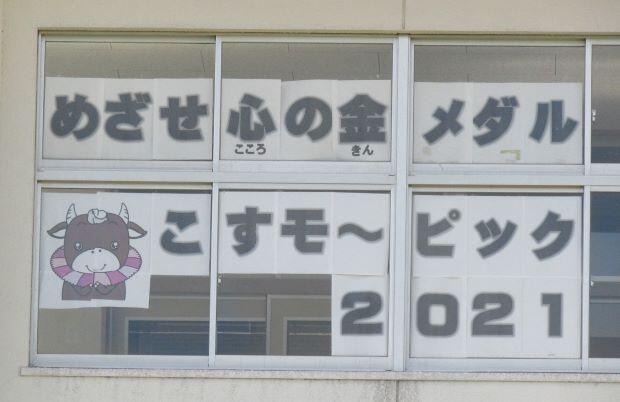 めざせ心の金メダル
こころ きん
こすモ～ピック
2021